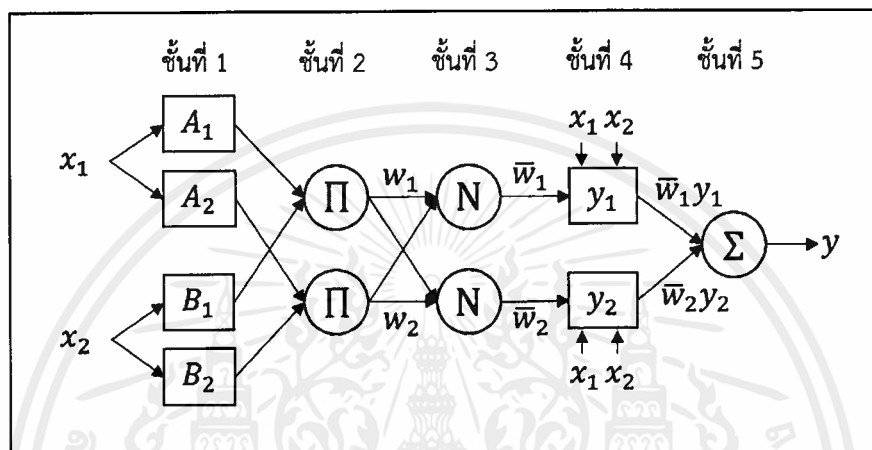 ชั้นที่ 1 ชั้นที่ 2 ชั้นที่ 3 ชั้นที่ 4 ชั้นที่ 5
x₁ x₂
A₁
x₁
w₁ w̅₁ w̅₁y₁
A₂ Π N y₁
Σ y
B₁ Π N y₂
w₂ w̅₂ w̅₂y₂
x₂
B₂
x₁ x₂